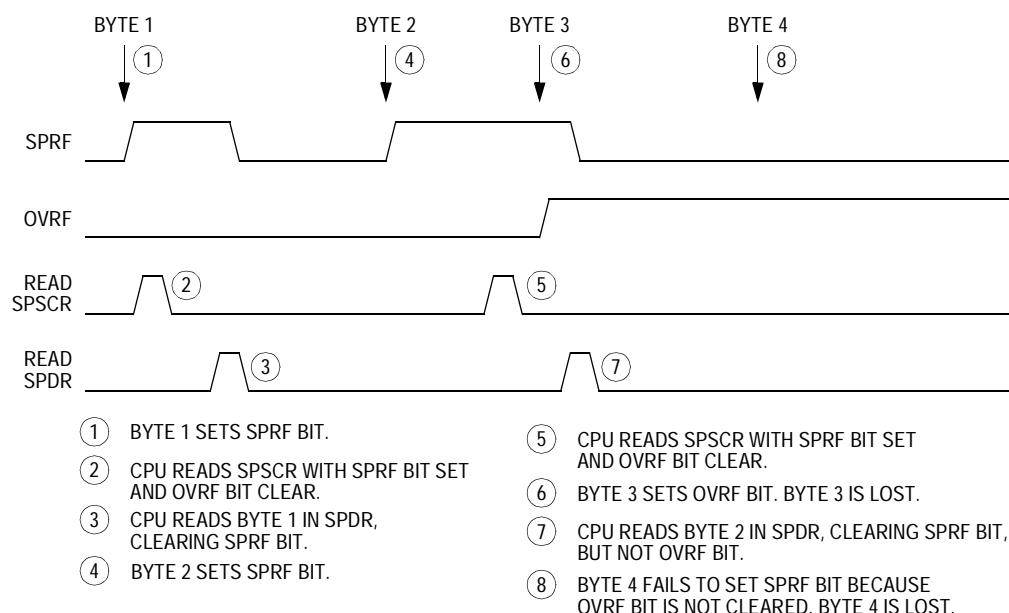 BYTE 1 BYTE 2 BYTE 3 BYTE 4
1 4 6 8
SPRF
OVRF
READ
SPSCR
2 5
READ
SPDR
3 7
1 BYTE 1 SETS SPRF BIT.
2 CPU READS SPSCR WITH SPRF BIT SET
AND OVRF BIT CLEAR.
3 CPU READS BYTE 1 IN SPDR,
CLEARING SPRF BIT.
4 BYTE 2 SETS SPRF BIT.
5 CPU READS SPSCR WITH SPRF BIT SET
AND OVRF BIT CLEAR.
6 BYTE 3 SETS OVRF BIT. BYTE 3 IS LOST.
7 CPU READS BYTE 2 IN SPDR, CLEARING SPRF BIT,
BUT NOT OVRF BIT.
8 BYTE 4 FAILS TO SET SPRF BIT BECAUSE
OVRF BIT IS NOT CLEARED. BYTE 4 IS LOST.